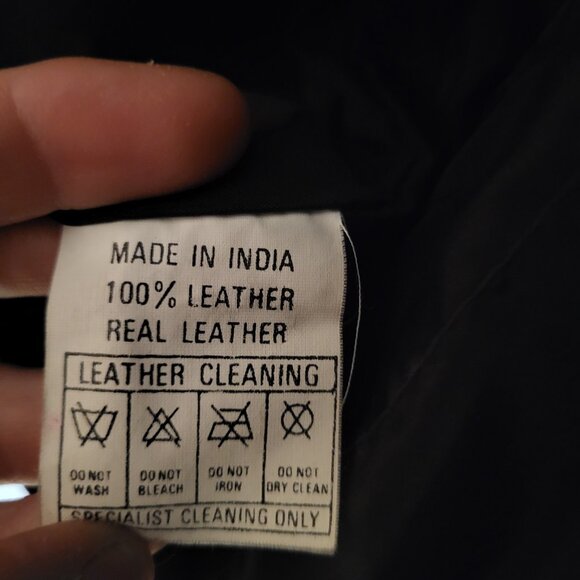 MADE IN INDIA
100% LEATHER
REAL LEATHER
LEATHER CLEANING
DO NOT WASH
DO NOT BLEACH
DO NOT IRON
DO NOT DRY CLEAN
SPECIALIST CLEANING ONLY